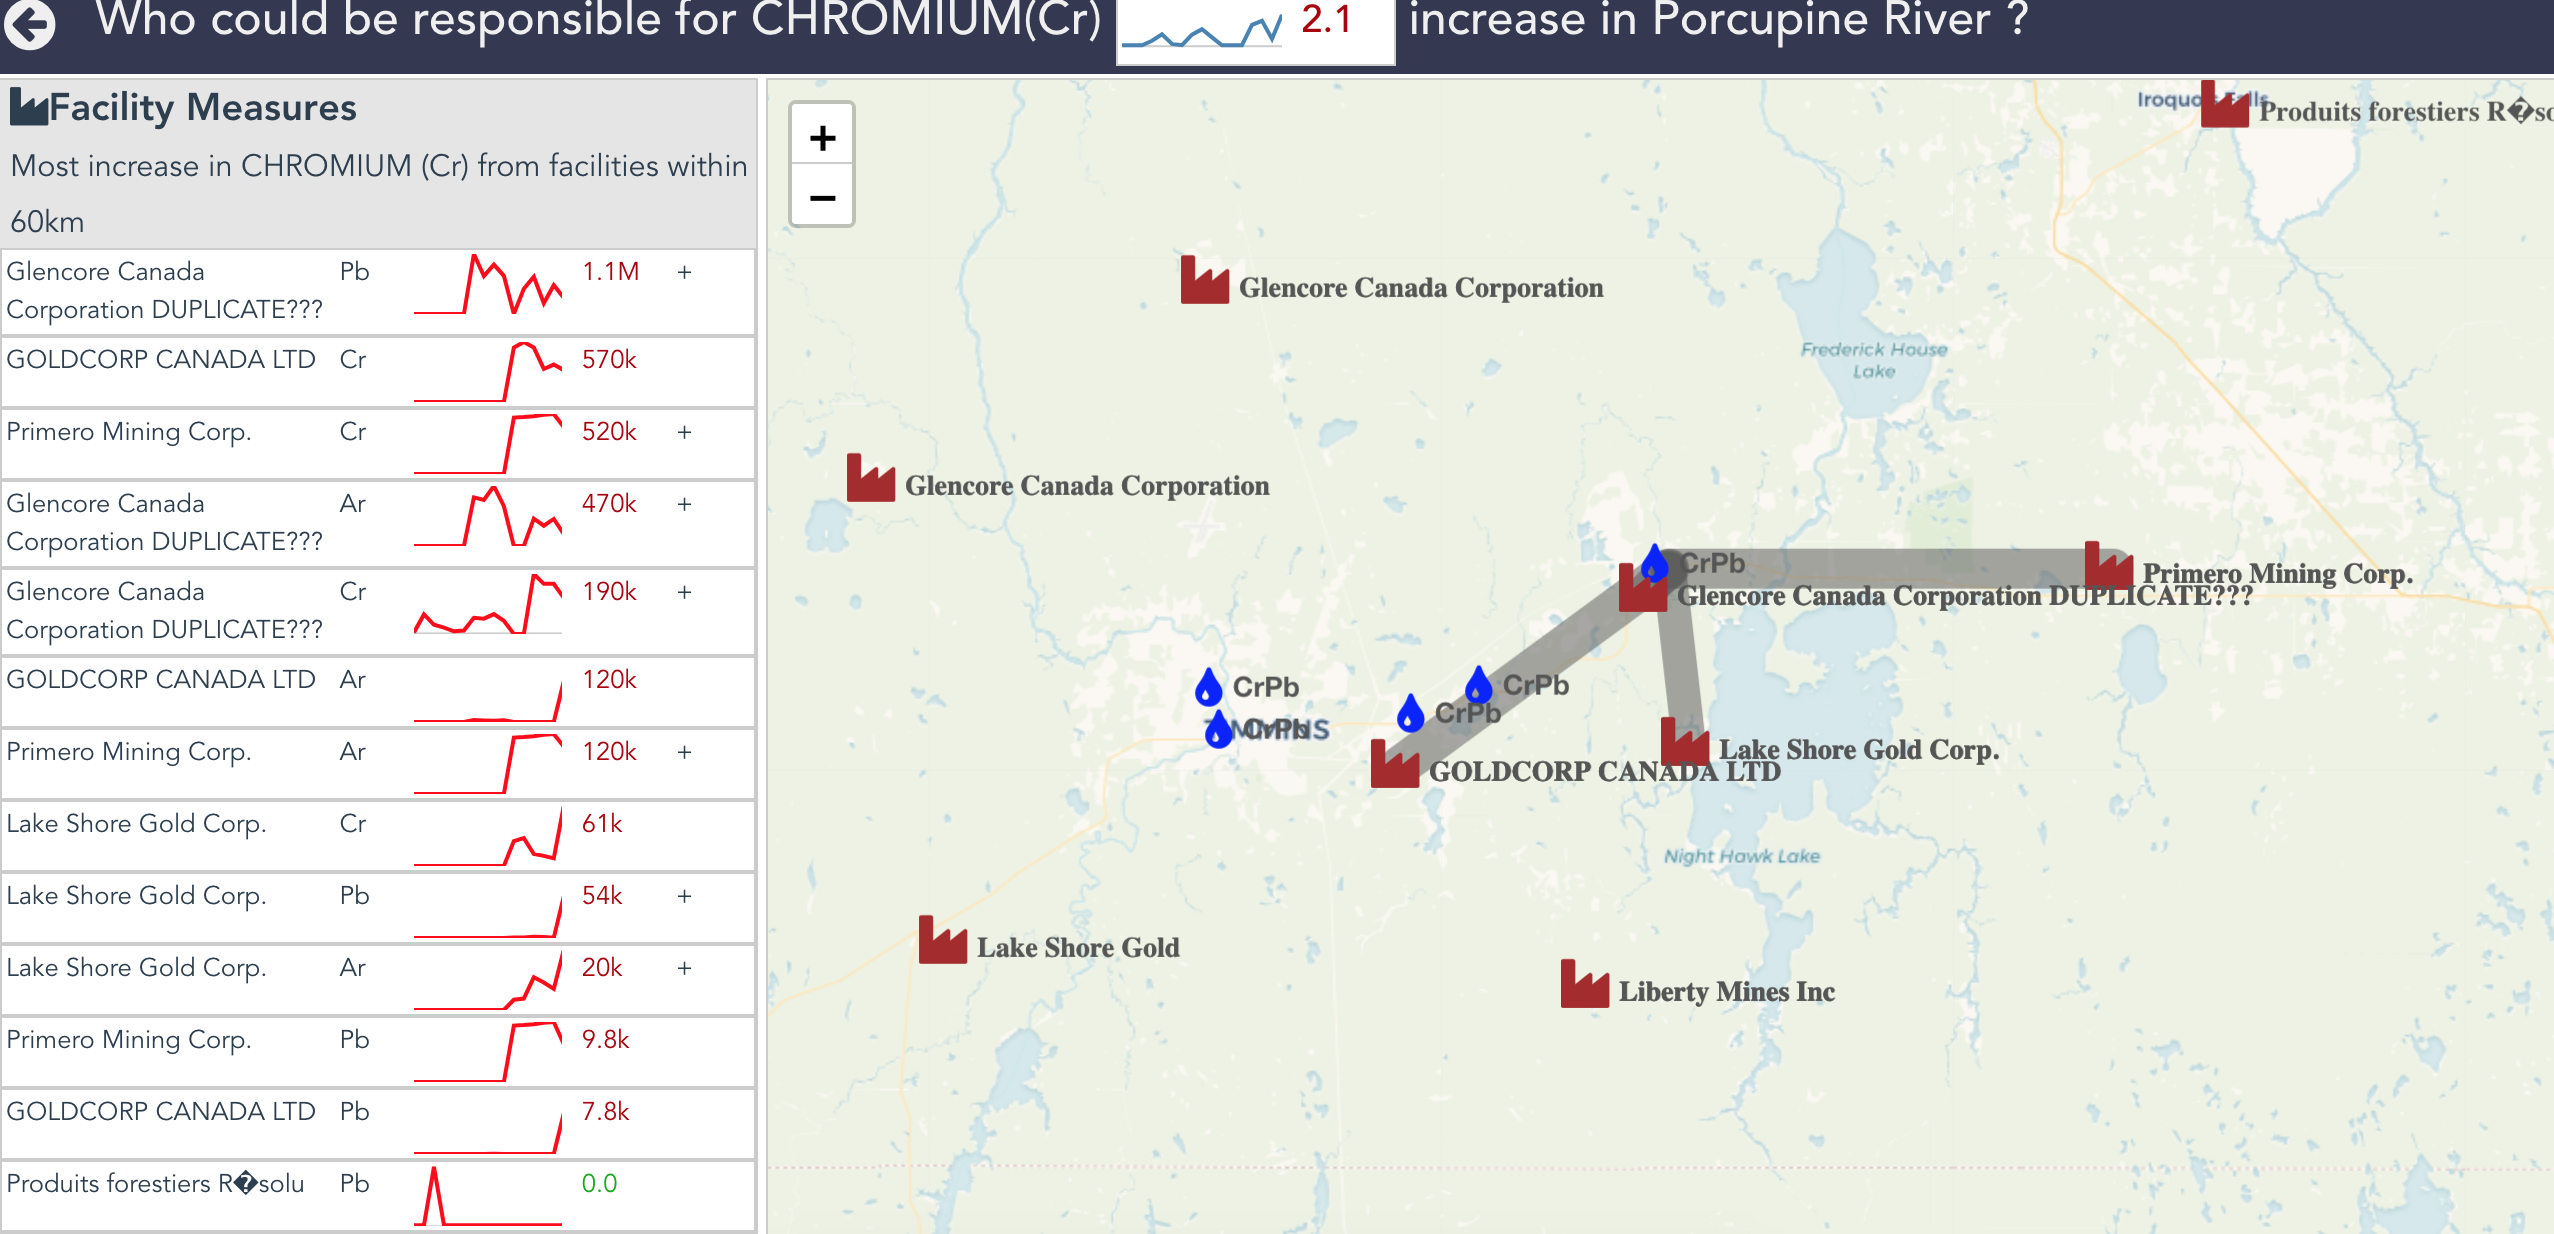 Who could be responsible for CHROMIUM(Cr) 2.1 increase in Porcupine River ?
Facility Measures
Most increase in CHROMIUM (Cr) from facilities within
60km
Glencore Canada
Corporation DUPLICATE??? Pb 1.1M +
GOLDCORP CANADA LTD Cr 570k
Primero Mining Corp. Cr 520k +
Glencore Canada
Corporation DUPLICATE??? Ar 470k +
Glencore Canada
Corporation DUPLICATE??? Cr 190k +
GOLDCORP CANADA LTD Ar 120k
Primero Mining Corp. Ar 120k +
Lake Shore Gold Corp. Cr 61k
Lake Shore Gold Corp. Pb 54k +
Lake Shore Gold Corp. Ar 20k +
Primero Mining Corp. Pb 9.8k
GOLDCORP CANADA LTD Pb 7.8k
Produits forestiers R�solu Pb 0.0
+
−
Produits forestiers R�so
Glencore Canada Corporation
Frederick House
Lake
Glencore Canada Corporation
CrPb
Primero Mining Corp.
Glencore Canada Corporation DUPLICATE???
CrPb
CrPb
CrPb
CrPb
Lake Shore Gold Corp.
GOLDCORP CANADA LTD
Night Hawk Lake
Lake Shore Gold
Liberty Mines Inc